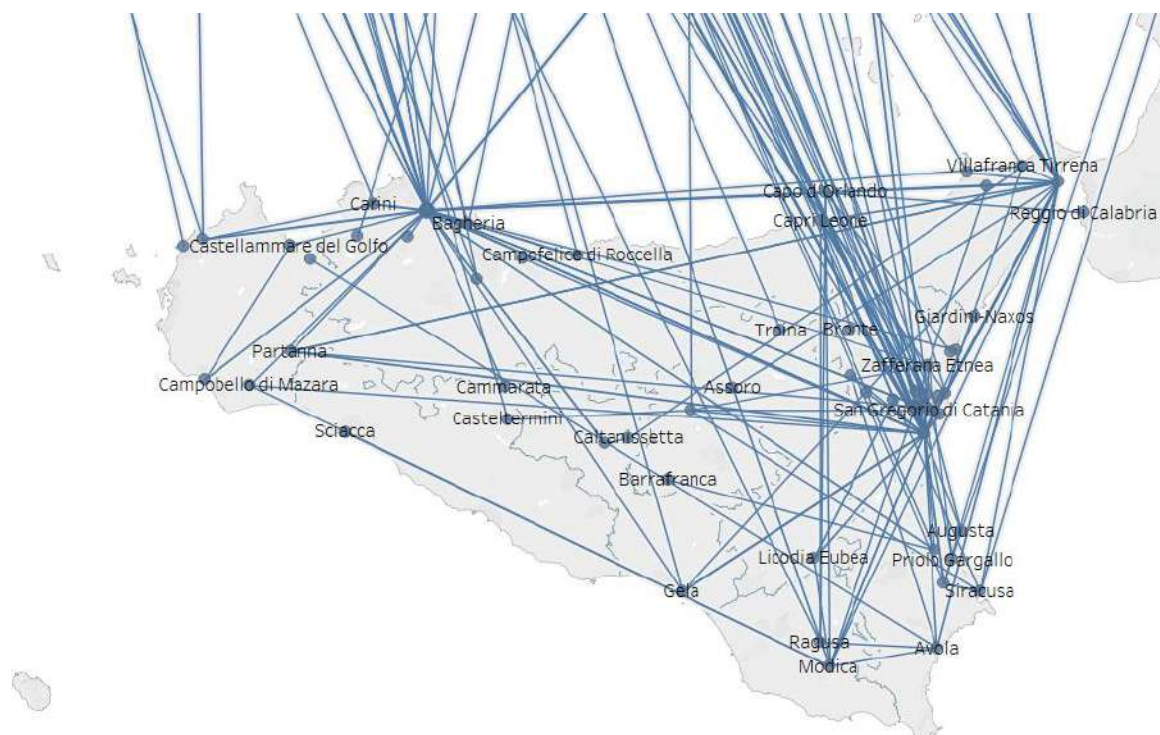 Villafranca Tirrena
Capo d'Orlando
Carini
Reggio di Calabria
Capri Leone
Bagheria
Castellammare del Golfo
Campofelice di Roccella
Giardini-Naxos
Troina
Bronte
Partanna
Zafferana Etnea
Campobello di Mazara
Cammarata
Assoro
San Gregorio di Catania
Casteltermini
Sciacca
Caltanissetta
Barrafranca
Augusta
Licodia Eubea
Priolo Gargallo
Gela
Siracusa
Ragusa
Avola
Modica